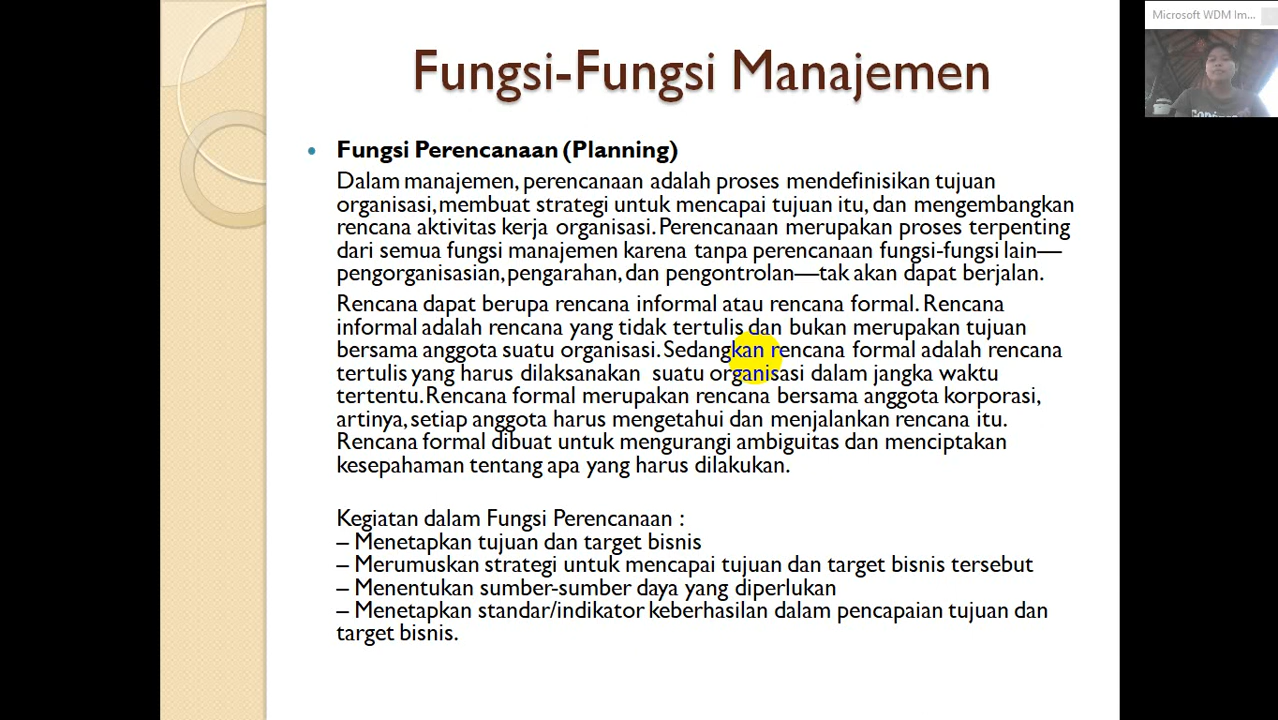 Microsoft WDM Im...
Fungsi-Fungsi Manajemen
• Fungsi Perencanaan (Planning)
Dalam manajemen, perencanaan adalah proses mendefinisikan tujuan
organisasi, membuat strategi untuk mencapai tujuan itu, dan mengembangkan
rencana aktivitas kerja organisasi. Perencanaan merupakan proses terpenting
dari semua fungsi manajemen karena tanpa perencanaan fungsi-fungsi lain—
pengorganisasian, pengarahan, dan pengontrolan—tak akan dapat berjalan.
Rencana dapat berupa rencana informal atau rencana formal. Rencana
informal adalah rencana yang tidak tertulis dan bukan merupakan tujuan
bersama anggota suatu organisasi. Sedangkan rencana formal adalah rencana
tertulis yang harus dilaksanakan suatu organisasi dalam jangka waktu
tertentu. Rencana formal merupakan rencana bersama anggota korporasi,
artinya, setiap anggota harus mengetahui dan menjalankan rencana itu.
Rencana formal dibuat untuk mengurangi ambiguitas dan menciptakan
kesepahaman tentang apa yang harus dilakukan.
Kegiatan dalam Fungsi Perencanaan :
– Menetapkan tujuan dan target bisnis
– Merumuskan strategi untuk mencapai tujuan dan target bisnis tersebut
– Menentukan sumber-sumber daya yang diperlukan
– Menetapkan standar/indikator keberhasilan dalam pencapaian tujuan dan
target bisnis.